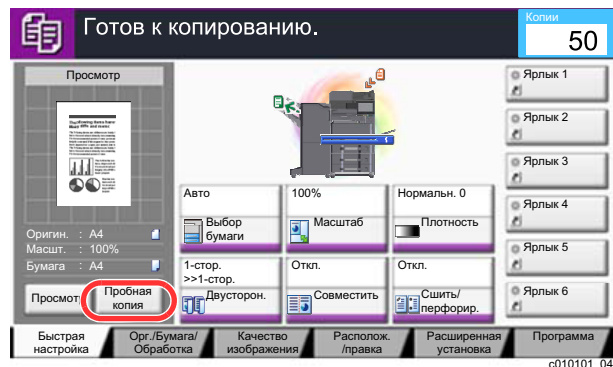 Готов к копированию.
Копии
50
Просмотр
Оригин. : A4
Масшт. : 100%
Бумага : A4
Просмотр
Пробная
копия
Авто
Выбор
бумаги
100%
Масштаб
Нормальн. 0
Плотность
1-стор.
>>1-стор.
Двусторон.
Откл.
Совместить
Откл.
Сшить/
перфорир.
Ярлык 1
Ярлык 2
Ярлык 3
Ярлык 4
Ярлык 5
Ярлык 6
Быстрая
настройка
Орг./Бумага/
Обработка
Качество
изображения
Располож.
/правка
Расширенная
установка
Программа
c010101_04